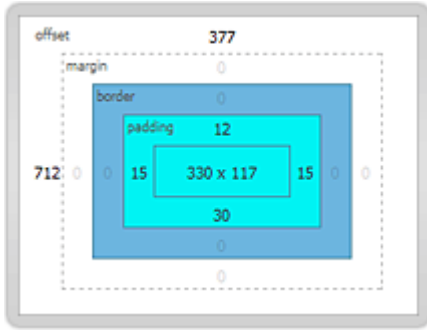 offset 377
margin 0
border 0
padding 12
712 0 0 15 330 x 117 15 0 0
30
0
0